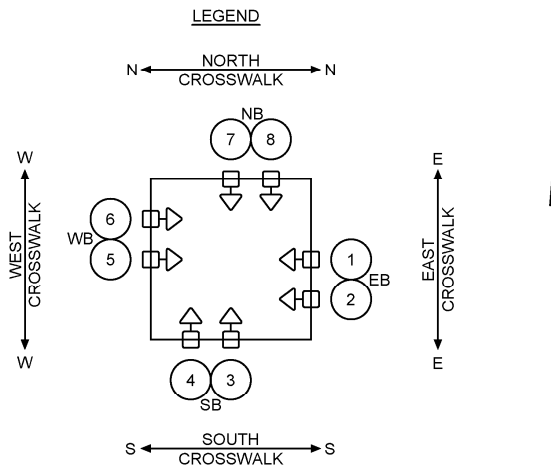 LEGEND
NORTH
N N
CROSSWALK
NB
7 8
W
E
6
WB
5
WEST
CROSSWALK
1
EB
2
EAST
CROSSWALK
W
E
4 3
SB
SOUTH
S S
CROSSWALK